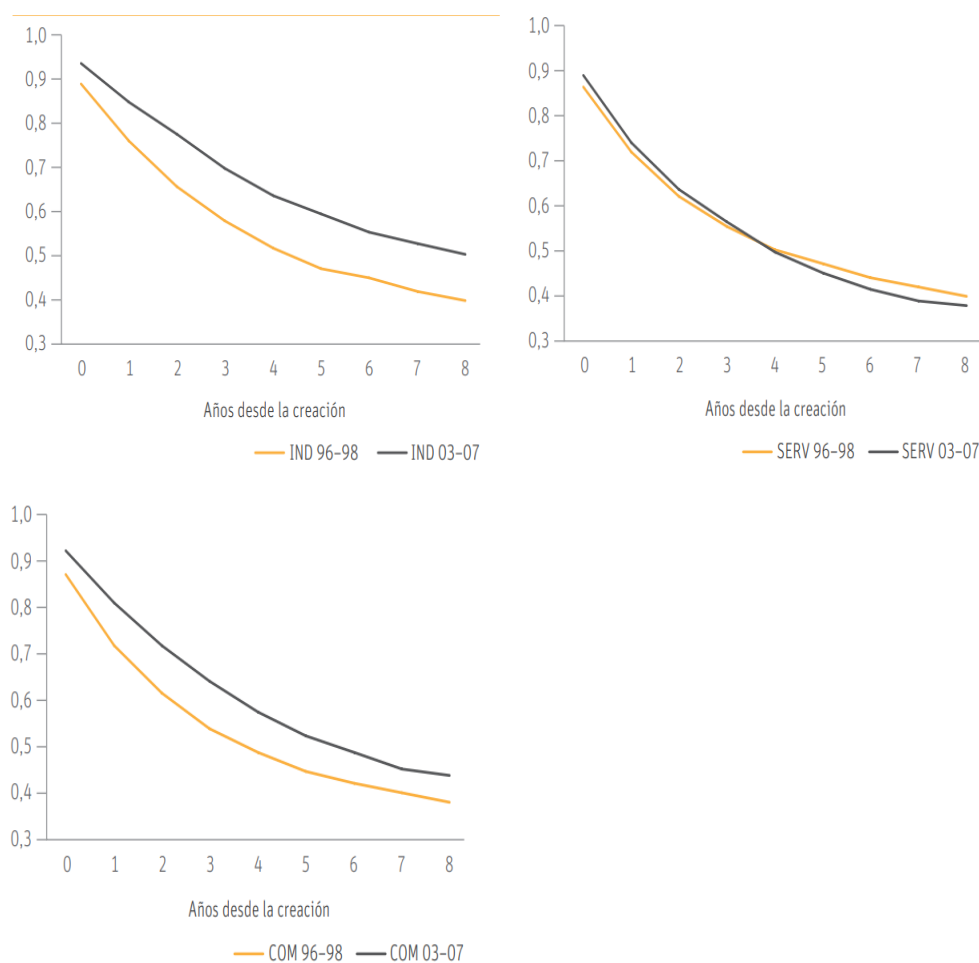 1,0
0,9
0,8
0,7
0,6
0,5
0,4
0,3
0 1 2 3 4 5 6 7 8
Años desde la creación
IND 96–98 IND 03–07
1,0
0,9
0,8
0,7
0,6
0,5
0,4
0,3
0 1 2 3 4 5 6 7 8
Años desde la creación
SERV 96–98 SERV 03–07
1,0
0,9
0,8
0,7
0,6
0,5
0,4
0,3
0 1 2 3 4 5 6 7 8
Años desde la creación
COM 96–98 COM 03–07